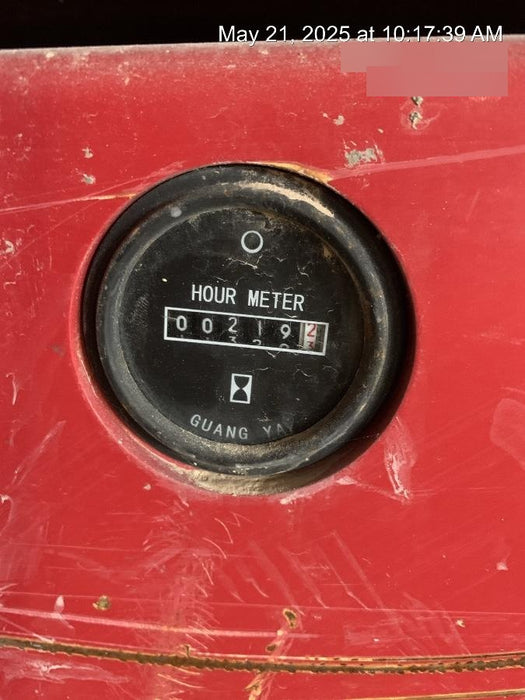 May 21, 2025 at 10:17:39 AM
HOUR METER
002192
GUANG YA